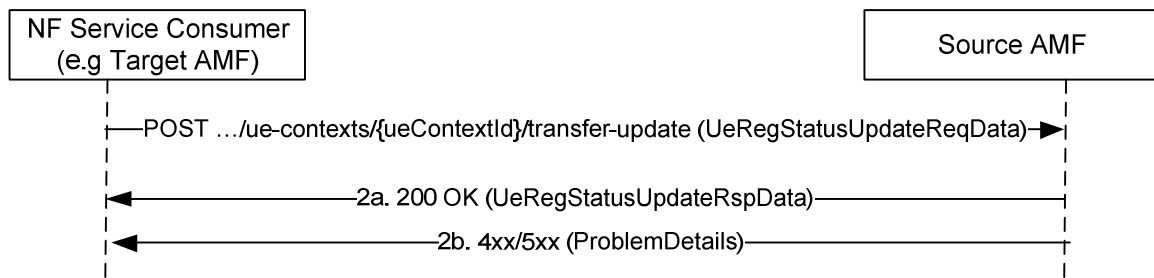 NF Service Consumer
(e.g Target AMF)
Source AMF
POST …/ue-contexts/{ueContextId}/transfer-update (UeRegStatusUpdateReqData)
2a. 200 OK (UeRegStatusUpdateRspData)
2b. 4xx/5xx (ProblemDetails)